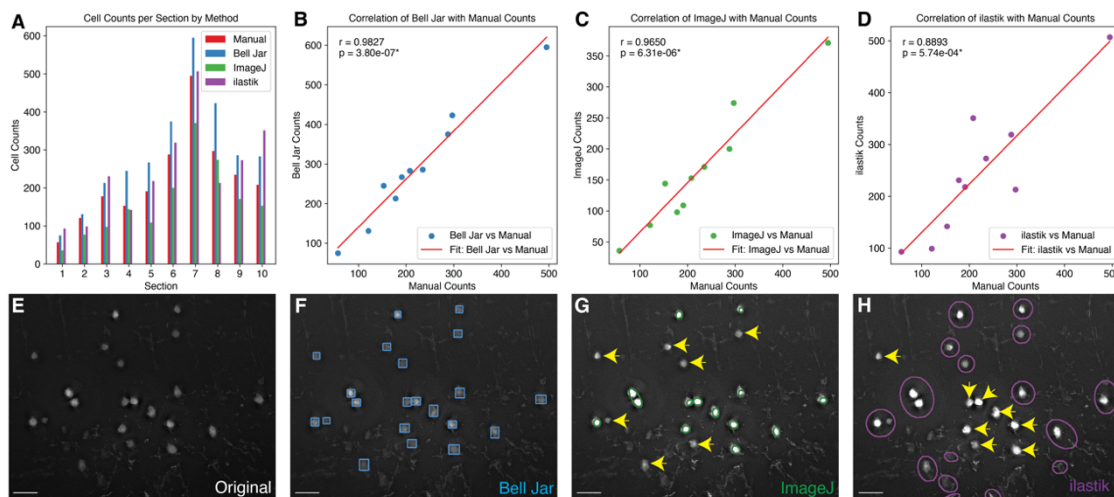 A
Cell Counts per Section by Method
Cell Counts
600
500
400
300
200
100
0
Manual
Bell Jar
ImageJ
ilastik
1 2 3 4 5 6 7 8 9 10
Section
B
Correlation of Bell Jar with Manual Counts
r = 0.9827
p = 3.80e-07*
Bell Jar Counts
600
500
400
300
200
100
Bell Jar vs Manual
Fit: Bell Jar vs Manual
100 200 300 400 500
Manual Counts
C
Correlation of ImageJ with Manual Counts
r = 0.9650
p = 6.31e-06*
ImageJ Counts
350
300
250
200
150
100
50
ImageJ vs Manual
Fit: ImageJ vs Manual
100 200 300 400 500
Manual Counts
D
Correlation of ilastik with Manual Counts
r = 0.8893
p = 5.74e-04*
ilastik Counts
500
400
300
200
100
ilastik vs Manual
Fit: ilastik vs Manual
100 200 300 400 500
Manual Counts
E
Original
F
Bell Jar
G
ImageJ
H
ilastik